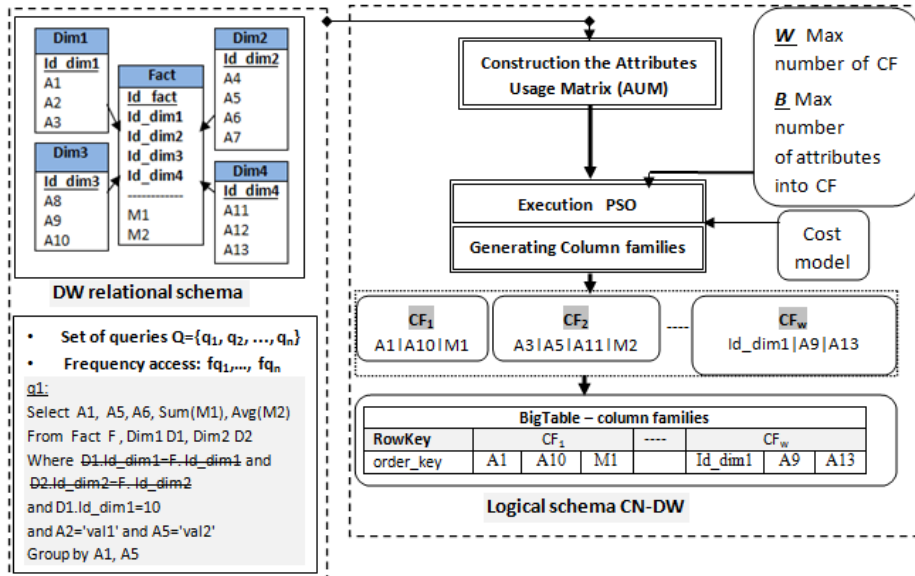 Dim1
Id_dim1
A1
A2
A3
Dim2
Id_dim2
A4
A5
A6
A7
Fact
Id_fact
Id_dim1
Id_dim2
Id_dim3
Id_dim4
------------
M1
M2
Dim3
Id_dim3
A8
A9
A10
Dim4
Id_dim4
A11
A12
A13
DW relational schema
• Set of queries Q={q1, q2, ...,qn}
• Frequency access: fq1,..., fqn
q1:
Select A1, A5, A6, Sum(M1), Avg(M2)
From Fact F , Dim1 D1, Dim2 D2
Where D1.Id_dim1=F. Id_dim1 and
D2.Id_dim2=F. Id_dim2
and D1.Id_dim1=10
and A2='val1' and A5='val2'
Group by A1, A5
Construction the Attributes
Usage Matrix (AUM)
W Max
number of CF
B Max
number
of attributes
into CF
Execution PSO
Generating Column families
Cost
model
CF1
A1|A10|M1
CF2
A3|A5|A11|M2
----
CFw
Id_dim1|A9|A13
BigTable – column families
RowKey CF1 ---- CFw
order_key A1 A10 M1 Id_dim1 A9 A13
Logical schema CN-DW